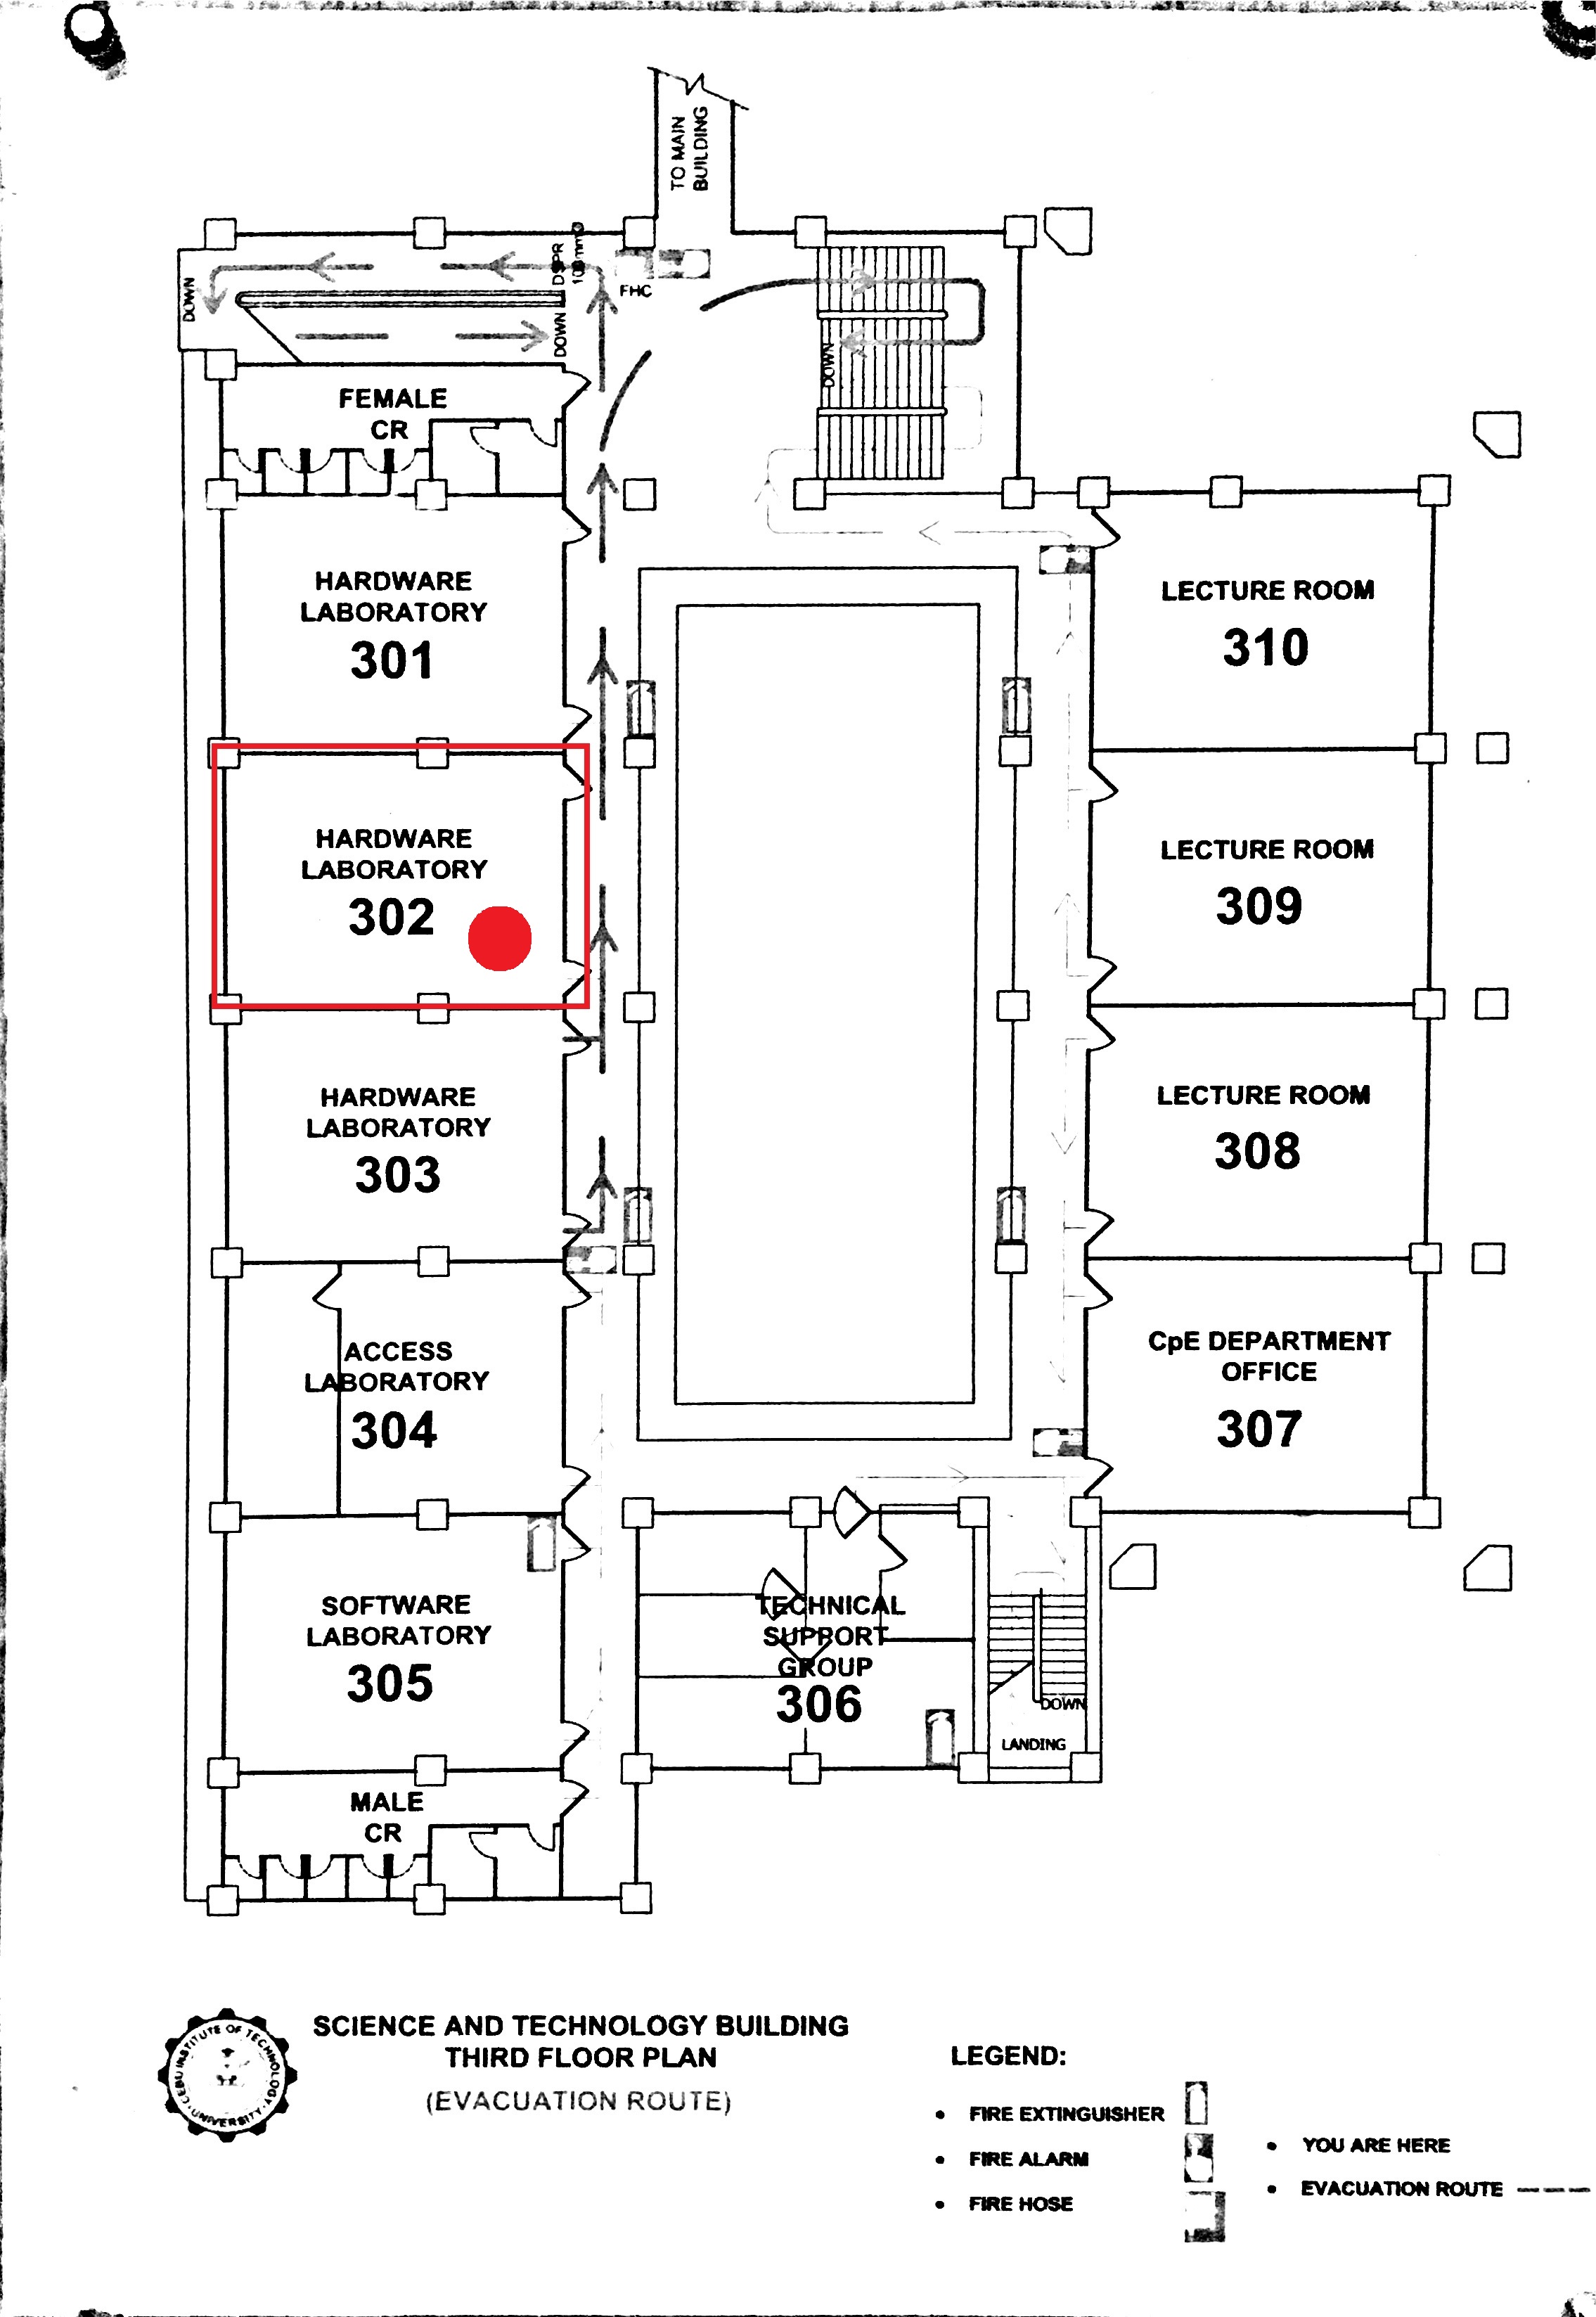 TO MAIN
BUILDING
DOWN
DSPR
100mmØ
FHC
DOWN
DOWN
FEMALE
CR
HARDWARE
LABORATORY
301
LECTURE ROOM
310
HARDWARE
LABORATORY
302
LECTURE ROOM
309
HARDWARE
LABORATORY
303
LECTURE ROOM
308
ACCESS
LABORATORY
304
CpE DEPARTMENT
OFFICE
307
SOFTWARE
LABORATORY
305
TECHNICAL
SUPPORT
GROUP
306
DOWN
LANDING
MALE
CR
CEBU INSTITUTE OF TECHNOLOGY
UNIVERSITY
SCIENCE AND TECHNOLOGY BUILDING
THIRD FLOOR PLAN
(EVACUATION ROUTE)
LEGEND:
• FIRE EXTINGUISHER
• FIRE ALARM
• FIRE HOSE
• YOU ARE HERE
• EVACUATION ROUTE